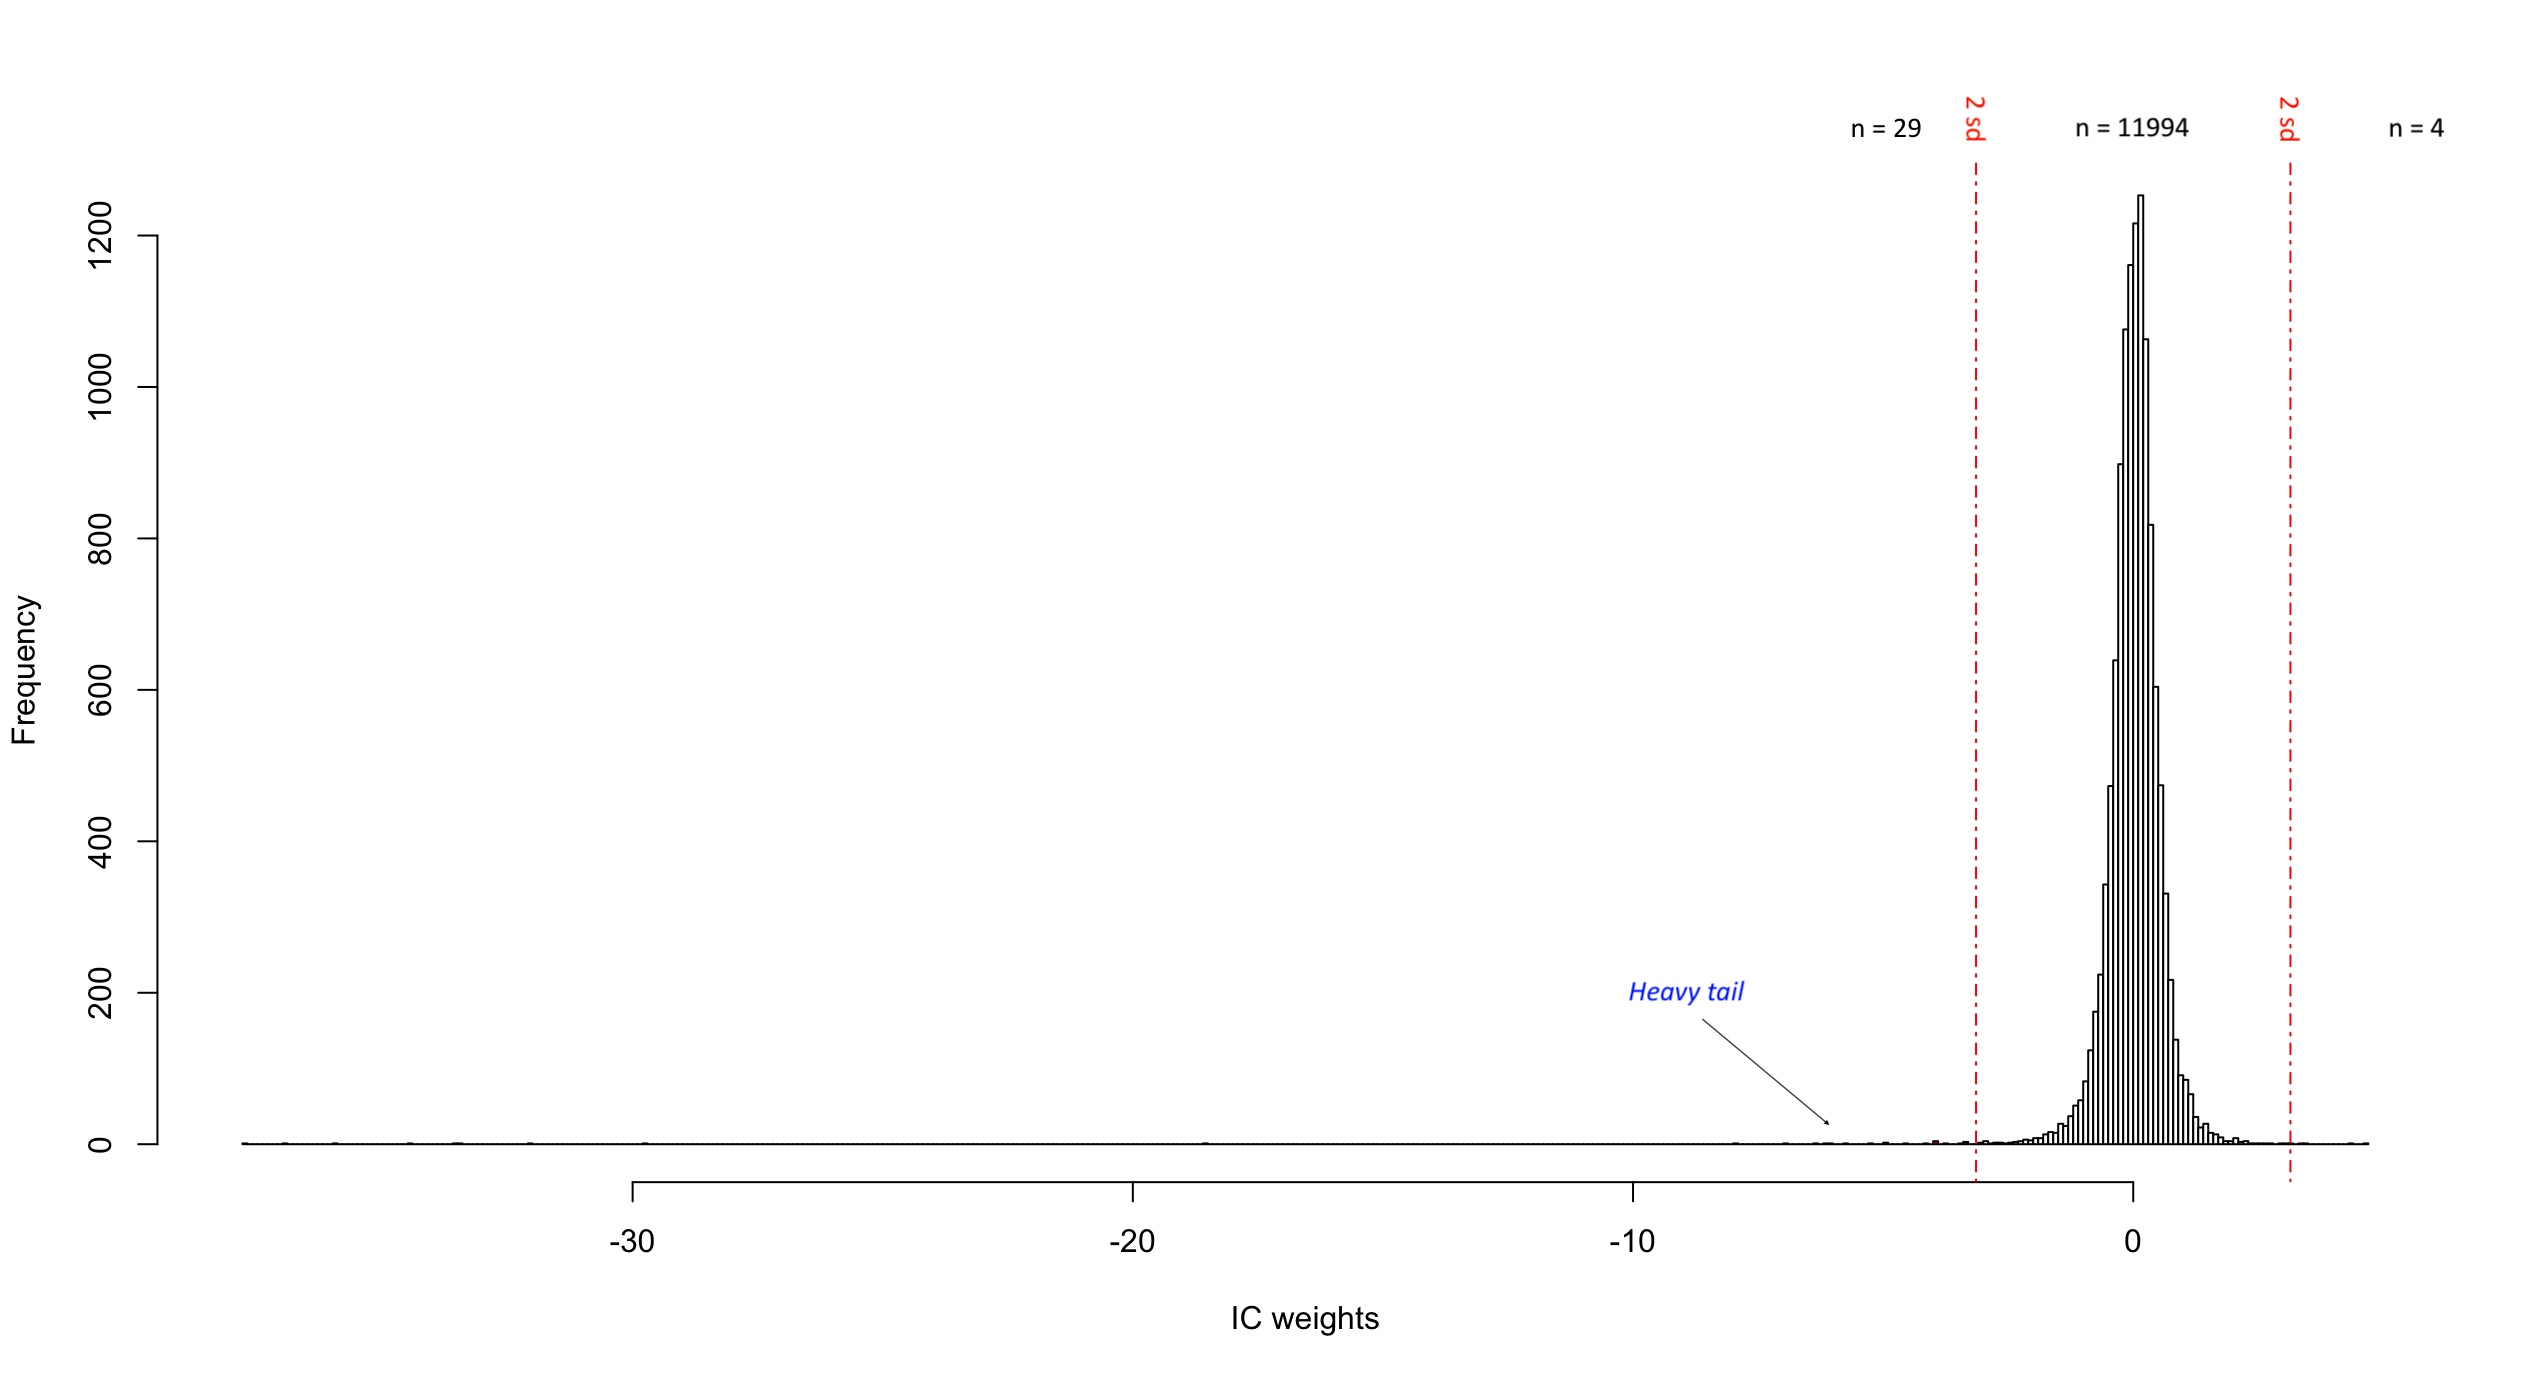 n = 29
2 sd
n = 11994
2 sd
n = 4
1200
1000
800
600
400
200
0
Frequency
Heavy tail
-30
-20
-10
0
IC weights